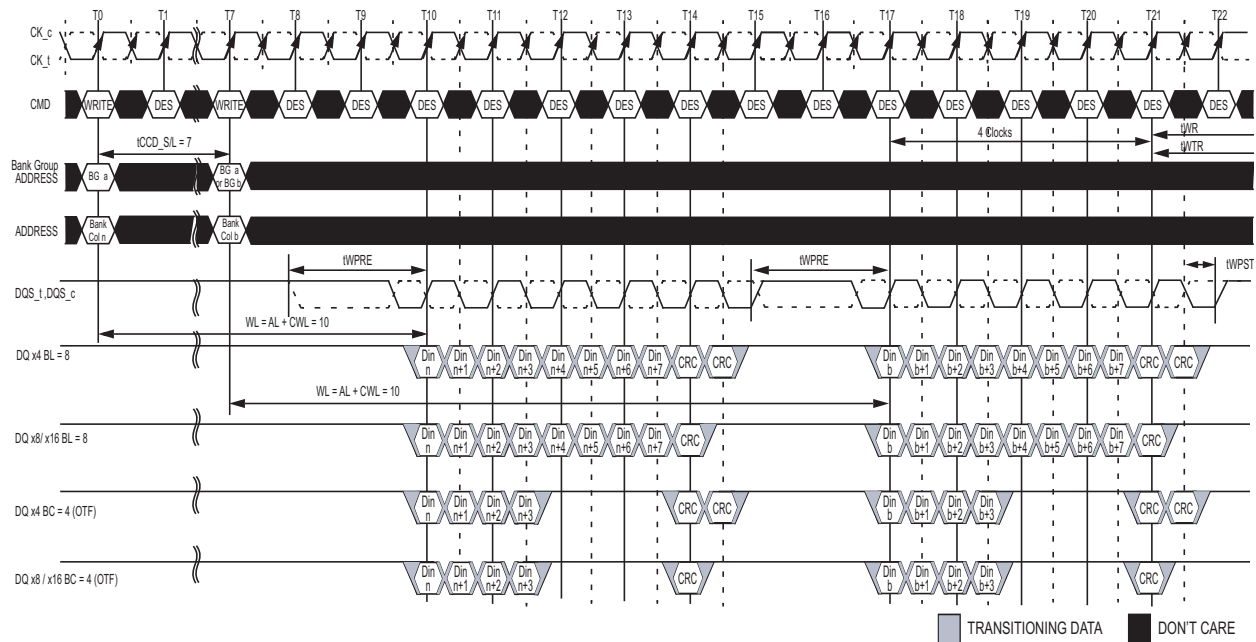 T0 T1 T7 T8 T9 T10 T11 T12 T13 T14 T15 T16 T17 T18 T19 T20 T21 T22
CK_c
CK_t
CMD WRITE DES WRITE DES DES DES DES DES DES DES DES DES DES DES DES DES DES DES
4 Clocks
tWR
tCCD_S/L = 7
tWTR
Bank Group
ADDRESS
BG a
BG a
or BG b
ADDRESS
Bank
Col n
Bank
Col b
tWPRE
tWPRE
tWPST
DQS_t ,DQS_c
WL = AL + CWL = 10
DQ x4 BL = 8
Din n Din n+1 Din n+2 Din n+3 Din n+4 Din n+5 Din n+6 Din n+7 CRC CRC Din b Din b+1 Din b+2 Din b+3 Din b+4 Din b+5 Din b+6 Din b+7 CRC CRC
WL = AL + CWL = 10
DQ x8/ x16 BL = 8
Din n Din n+1 Din n+2 Din n+3 Din n+4 Din n+5 Din n+6 Din n+7 CRC Din b Din b+1 Din b+2 Din b+3 Din b+4 Din b+5 Din b+6 Din b+7 CRC
DQ x4 BC = 4 (OTF)
Din n Din n+1 Din n+2 Din n+3 CRC CRC Din b Din b+1 Din b+2 Din b+3 CRC CRC
DQ x8 / x16 BC = 4 (OTF)
Din n Din n+1 Din n+2 Din n+3 CRC Din b Din b+1 Din b+2 Din b+3 CRC
TRANSITIONING DATA DON'T CARE